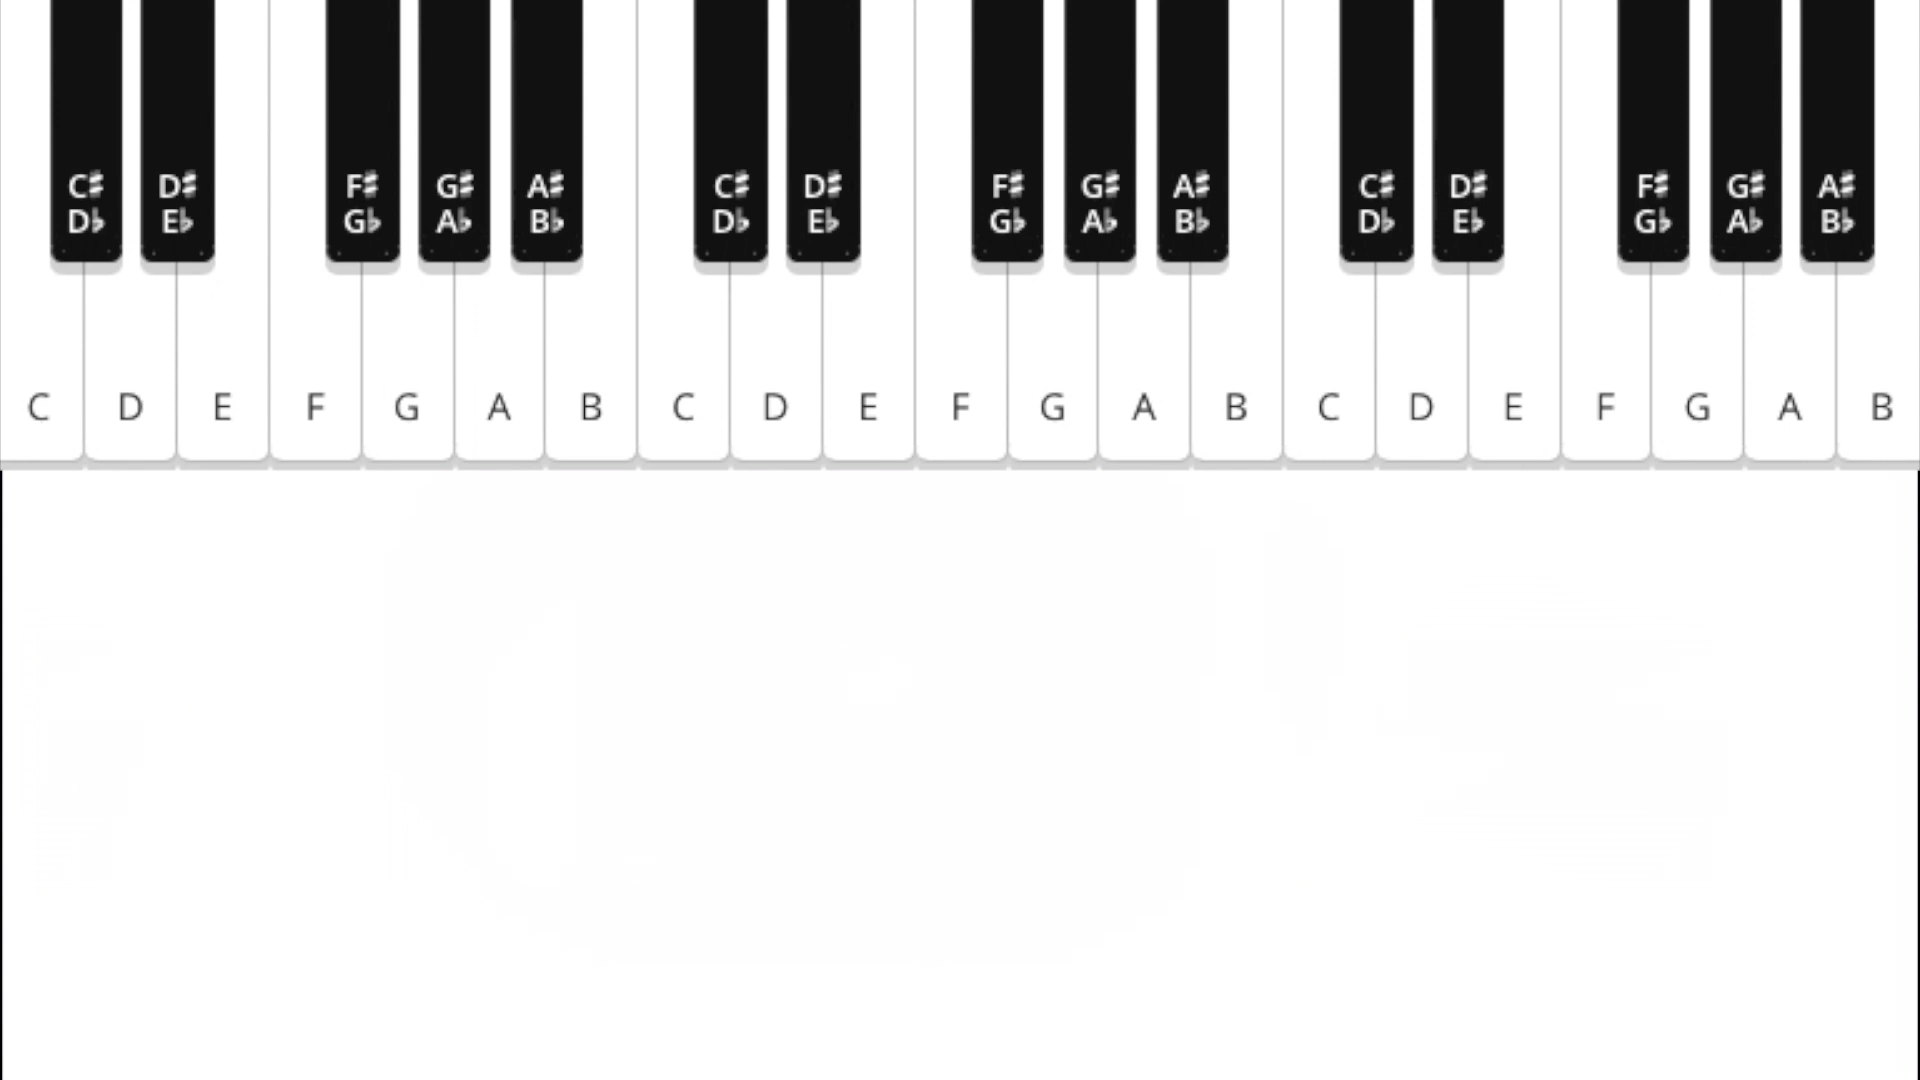 C♯ D♯ F♯ G♯ A♯ C♯ D♯ F♯ G♯ A♯ C♯ D♯ F♯ G♯ A♯
D♭ E♭ G♭ A♭ B♭ D♭ E♭ G♭ A♭ B♭ D♭ E♭ G♭ A♭ B♭
C D E F G A B C D E F G A B C D E F G A B